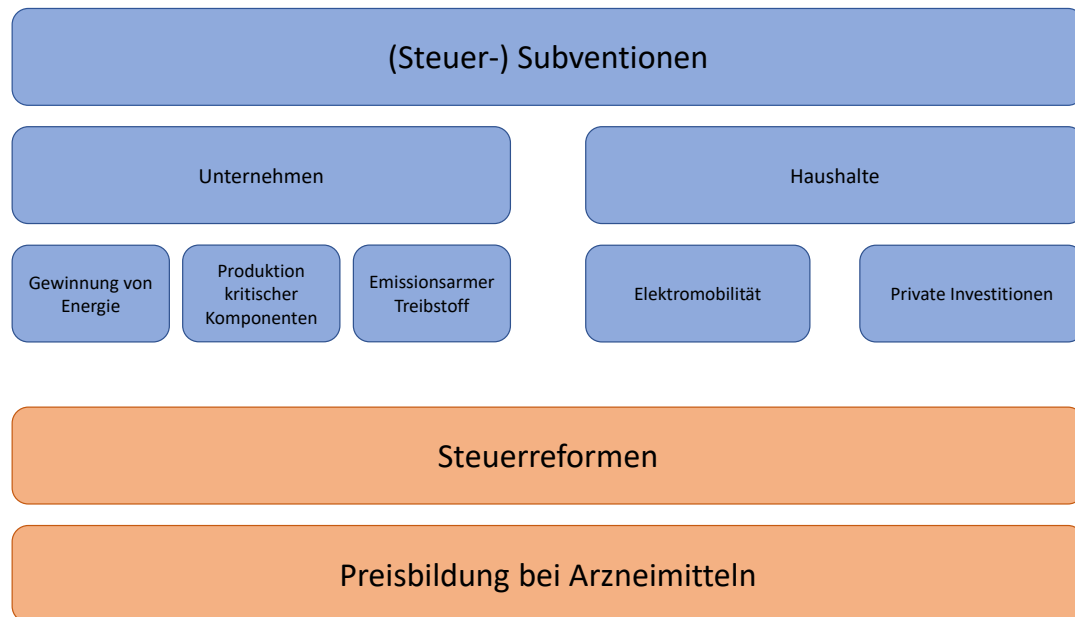 (Steuer-) Subventionen
Unternehmen
Haushalte
Gewinnung von
Energie
Produktion
kritischer
Komponenten
Emissionsarmer
Treibstoff
Elektromobilität
Private Investitionen
Steuerreformen
Preisbildung bei Arzneimitteln